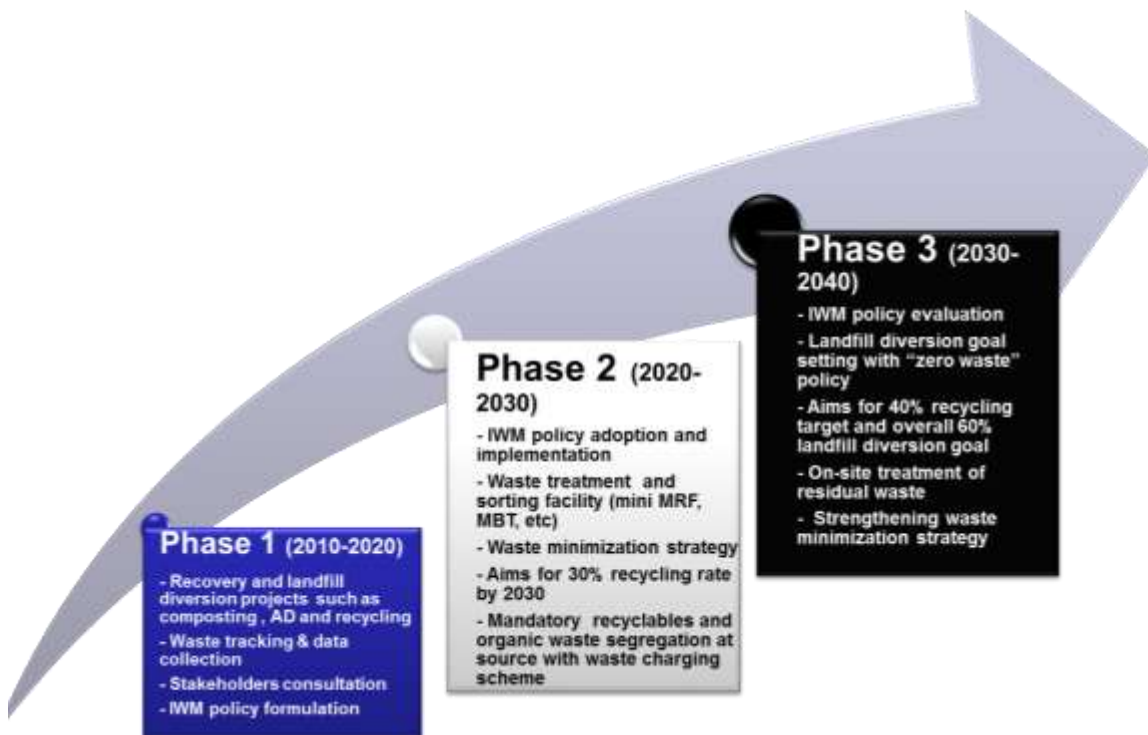 Phase 1 (2010-2020)
- Recovery and landfill
diversion projects such as
composting , AD and recycling
- Waste tracking & data
collection
- Stakeholders consultation
- IWM policy formulation
Phase 2 (2020-
2030)
- IWM policy adoption and
implementation
- Waste treatment and
sorting facility (mini MRF,
MBT, etc)
- Waste minimization strategy
- Aims for 30% recycling rate
by 2030
- Mandatory recyclables and
organic waste segregation at
source with waste charging
scheme
Phase 3 (2030-
2040)
- IWM policy evaluation
- Landfill diversion goal
setting with “zero waste”
policy
- Aims for 40% recycling
target and overall 60%
landfill diversion goal
- On-site treatment of
residual waste
- Strengthening waste
minimization strategy